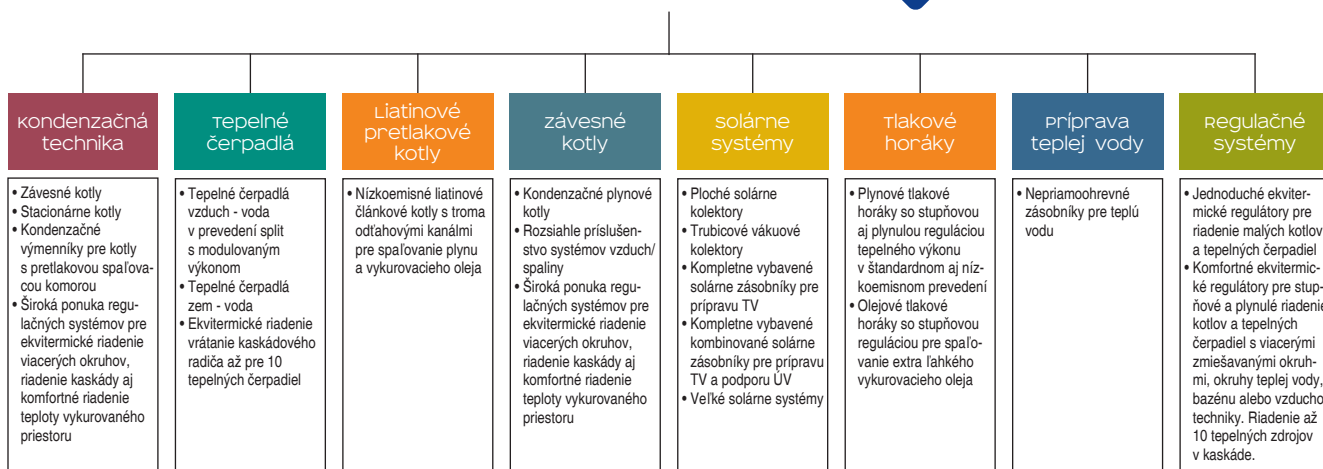 Kondenzačná
technika
• Závesné kotly
• Stacionárne kotly
• Kondenzačné
výmenníky pre kotly
s pretlakovou spaľova-
cou komorou
• Široká ponuka regu-
lačných systémov pre
ekvitermické riadenie
viacerých okruhov,
riadenie kaskády aj
komfortné riadenie
teploty vykurovaného
priestoru
Tepelné
čerpadlá
• Tepelné čerpadlá
vzduch - voda
v prevedení split
s modulovaným
výkonom
• Tepelné čerpadlá
zem - voda
• Ekvitermické riadenie
vrátanie kaskádového
radiča až pre 10
tepelných čerpadiel
Liatinové
pretlakové
kotly
• Nízkoemisné liatinové
článkové kotly s troma
odťahovými kanálmi
pre spaľovanie plynu
a vykurovacieho oleja
Závesné
kotly
• Kondenzačné plynové
kotly
• Rozsiahle príslušen-
stvo systémov vzduch/
spaliny
• Široká ponuka regu-
lačných systémov pre
ekvitermické riadenie
viacerých okruhov,
riadenie kaskády aj
komfortné riadenie
teploty vykurovaného
priestoru
Solárne
systémy
• Ploché solárne
kolektory
• Trubicové vákuové
kolektory
• Kompletne vybavené
solárne zásobníky pre
prípravu TV
• Kompletne vybavené
kombinované solárne
zásobníky pre prípravu
TV a podporu ÚV
• Veľké solárne systémy
Tlakové
horáky
• Plynové tlakové
horáky so stupňovou
aj plynulou reguláciou
tepelného výkonu
v štandardnom aj níz-
koemisnom prevedení
• Olejové tlakové
horáky so stupňovou
reguláciou pre spaľo-
vanie extra ľahkého
vykurovacieho oleja
Príprava
teplej vody
• Nepriamoohrevné
zásobníky pre teplú
vodu
Regulačné
systémy
• Jednoduché ekviter-
mické regulátory pre
riadenie malých kotlov
a tepelných čerpadiel
• Komfortné ekvitermic-
ké regulátory pre stup-
ňové a plynulé riadenie
kotlov a tepelných
čerpadiel s viacerými
zmiešavanými okruh-
mi, okruhy teplej vody,
bazénu alebo vzducho
techniky. Riadenie až
10 tepelných zdrojov
v kaskáde.